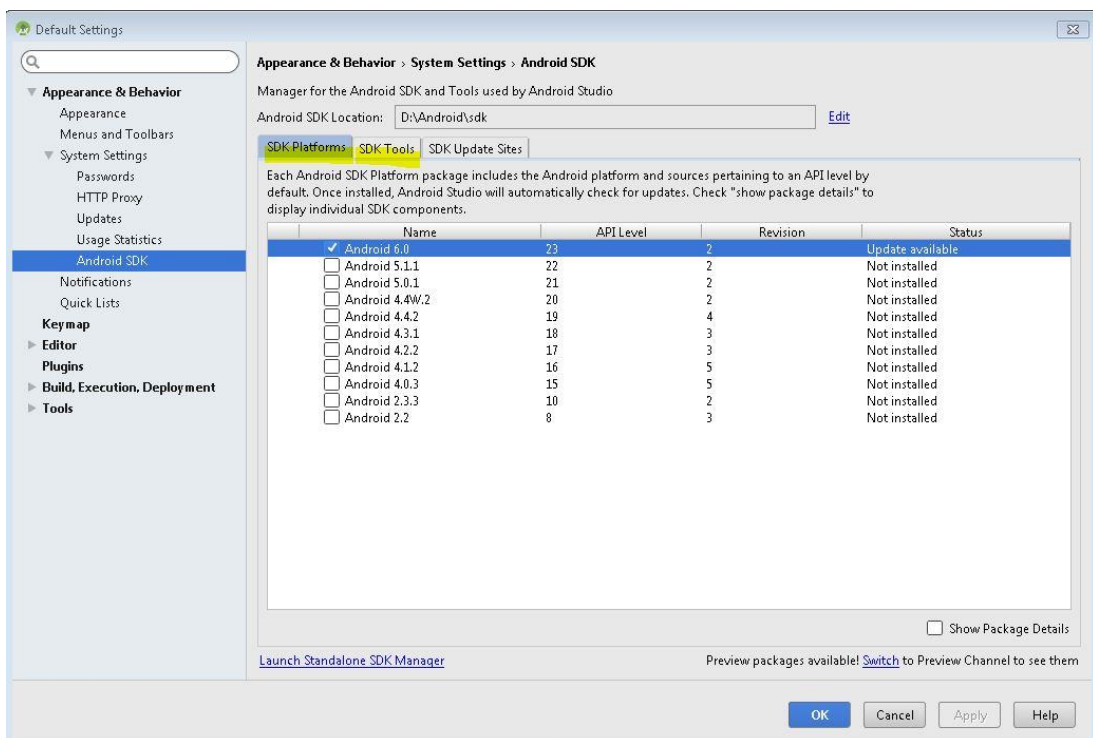 Default Settings
Appearance & Behavior
Appearance
Menus and Toolbars
System Settings
Passwords
HTTP Proxy
Updates
Usage Statistics
Android SDK
Notifications
Quick Lists
Keymap
Editor
Plugins
Build, Execution, Deployment
Tools
Appearance & Behavior › System Settings › Android SDK
Manager for the Android SDK and Tools used by Android Studio
Android SDK Location: D:\Android\sdk Edit
SDK Platforms SDK Tools SDK Update Sites
Each Android SDK Platform package includes the Android platform and sources pertaining to an API level by
default. Once installed, Android Studio will automatically check for updates. Check "show package details" to
display individual SDK components.
Name API Level Revision Status
Android 6.0 23 2 Update available
Android 5.1.1 22 2 Not installed
Android 5.0.1 21 2 Not installed
Android 4.4W.2 20 2 Not installed
Android 4.4.2 19 4 Not installed
Android 4.3.1 18 3 Not installed
Android 4.2.2 17 3 Not installed
Android 4.1.2 16 5 Not installed
Android 4.0.3 15 5 Not installed
Android 2.3.3 10 2 Not installed
Android 2.2 8 3 Not installed
Show Package Details
Launch Standalone SDK Manager Preview packages available! Switch to Preview Channel to see them
OK Cancel Apply Help